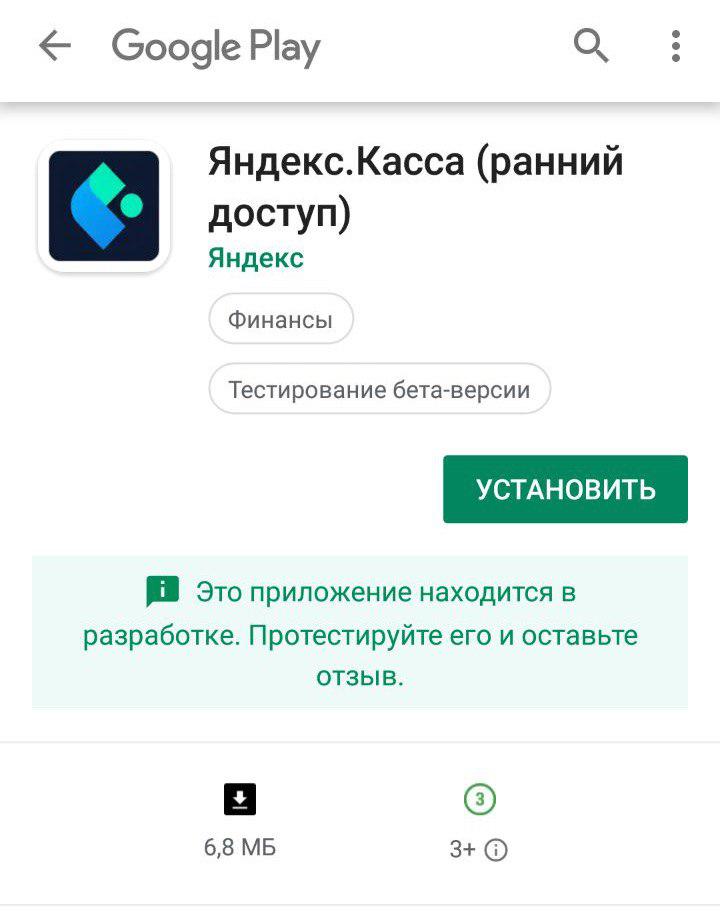 Google Play
Яндекс.Касса (ранний
доступ)
Яндекс
Финансы
Тестирование бета-версии
УСТАНОВИТЬ
Это приложение находится в
разработке. Протестируйте его и оставьте
отзыв.
3
6,8 МБ
3+